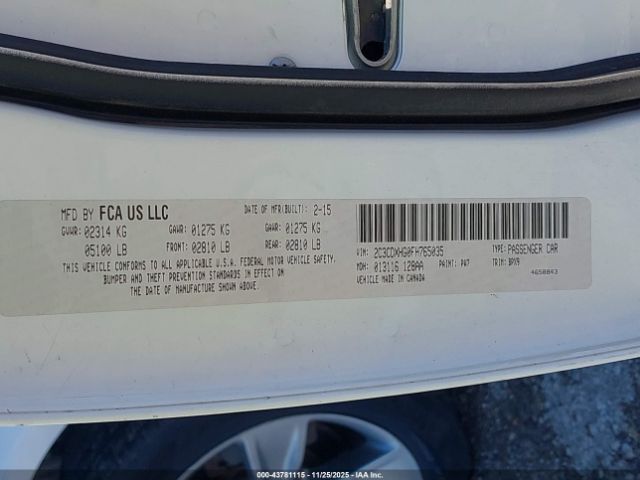 MFD BY FCA US LLC
DATE OF MFR(BUILT): 2-15
GVWR: 02314 KG
GAWR: 01275 KG
GAWR: 01275 KG
05100 LB
FRONT: 02810 LB
REAR: 02810 LB
THIS VEHICLE CONFORMS TO ALL APPLICABLE U.S.A. FEDERAL MOTOR VEHICLE SAFETY,
BUMPER AND THEFT PREVENTION STANDARDS IN EFFECT ON
THE DATE OF MANUFACTURE SHOWN ABOVE.
VIN: 2C3CDXHG0FH765035
TYPE: PASSENGER CAR
MDH: 013116 128AA
PAINT: PW7
TRIM: BPX9
VEHICLE MADE IN CANADA
4658843
000-43781115 - 11/25/2025 - IAA Corp.